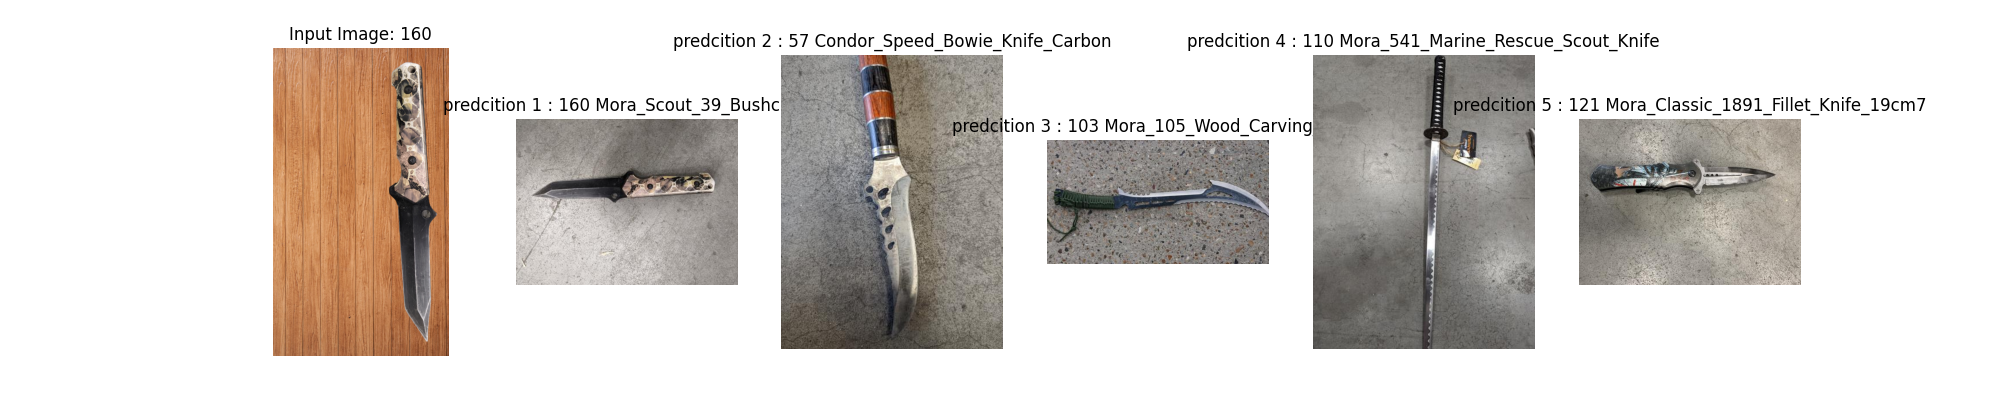 Input Image: 160
predcition 1 : 160 Mora_Scout_39_Bushc
predcition 2 : 57 Condor_Speed_Bowie_Knife_Carbon
predcition 3 : 103 Mora_105_Wood_Carving
predcition 4 : 110 Mora_541_Marine_Rescue_Scout_Knife
predcition 5 : 121 Mora_Classic_1891_Fillet_Knife_19cm7